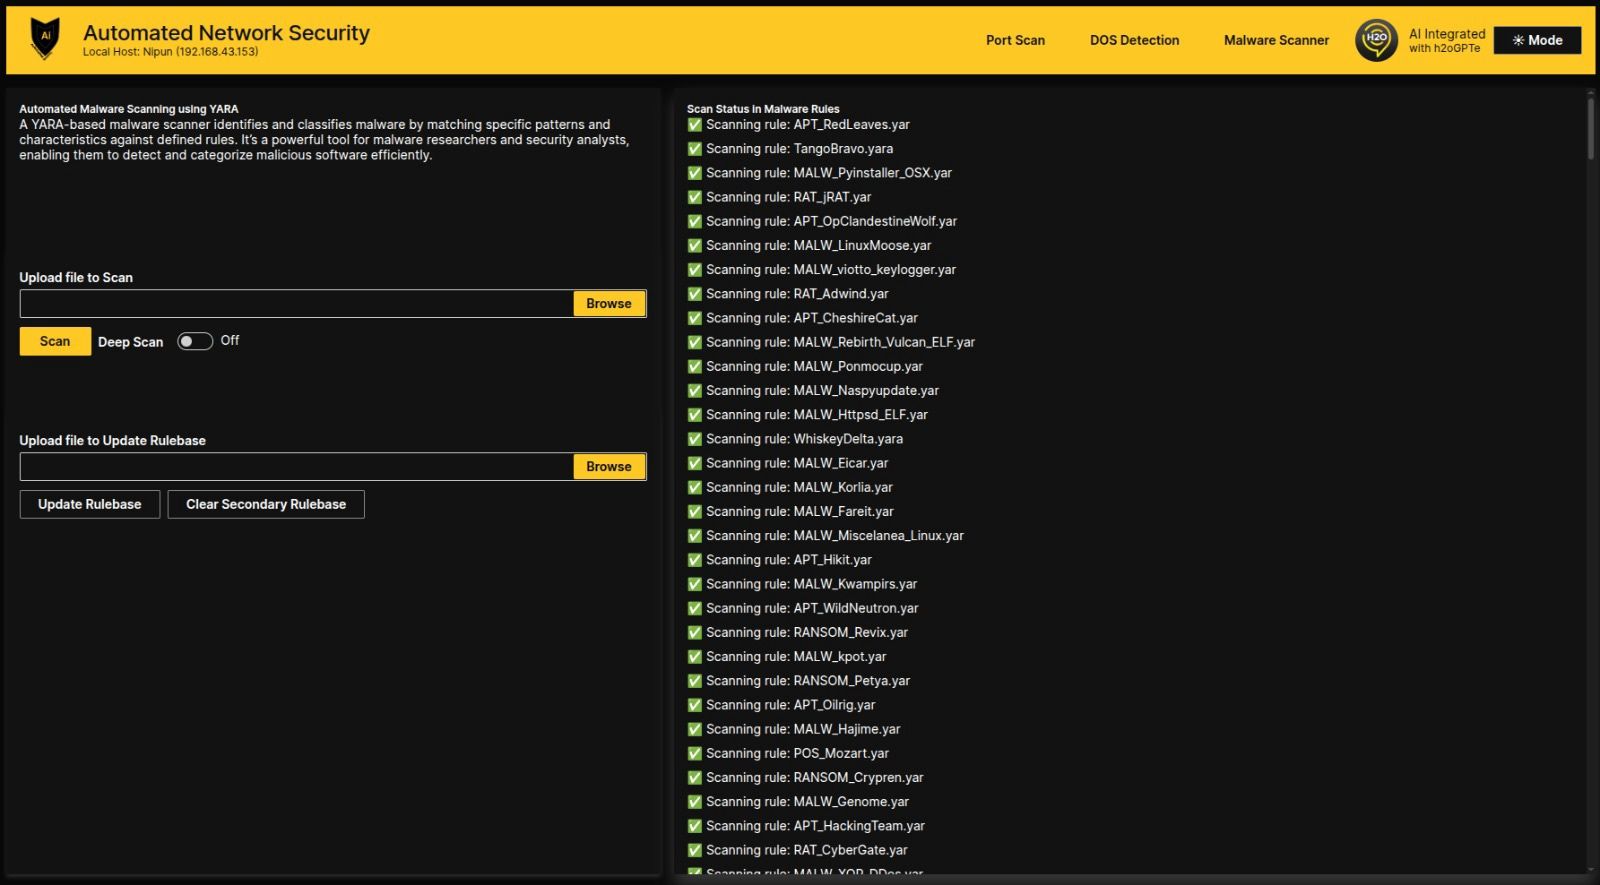 Ai
Automated Network Security
Local Host: Nipun (192.168.43.153)
Port Scan
DOS Detection
Malware Scanner
H2O
AI Integrated
with h2oGPTe
☀ Mode
Automated Malware Scanning using YARA
A YARA-based malware scanner identifies and classifies malware by matching specific patterns and
characteristics against defined rules. It’s a powerful tool for malware researchers and security analysts,
enabling them to detect and categorize malicious software efficiently.
Upload file to Scan
Browse
Scan
Deep Scan
Off
Upload file to Update Rulebase
Browse
Update Rulebase
Clear Secondary Rulebase
Scan Status in Malware Rules
✅ Scanning rule: APT_RedLeaves.yar
✅ Scanning rule: TangoBravo.yara
✅ Scanning rule: MALW_Pyinstaller_OSX.yar
✅ Scanning rule: RAT_jRAT.yar
✅ Scanning rule: APT_OpClandestineWolf.yar
✅ Scanning rule: MALW_LinuxMoose.yar
✅ Scanning rule: MALW_viotto_keylogger.yar
✅ Scanning rule: RAT_Adwind.yar
✅ Scanning rule: APT_CheshireCat.yar
✅ Scanning rule: MALW_Rebirth_Vulcan_ELF.yar
✅ Scanning rule: MALW_Ponmocup.yar
✅ Scanning rule: MALW_Naspyupdate.yar
✅ Scanning rule: MALW_Httpsd_ELF.yar
✅ Scanning rule: WhiskeyDelta.yara
✅ Scanning rule: MALW_Eicar.yar
✅ Scanning rule: MALW_Korlia.yar
✅ Scanning rule: MALW_Fareit.yar
✅ Scanning rule: MALW_Miscelanea_Linux.yar
✅ Scanning rule: APT_Hikit.yar
✅ Scanning rule: MALW_Kwampirs.yar
✅ Scanning rule: APT_WildNeutron.yar
✅ Scanning rule: RANSOM_Revix.yar
✅ Scanning rule: MALW_kpot.yar
✅ Scanning rule: RANSOM_Petya.yar
✅ Scanning rule: APT_Oilrig.yar
✅ Scanning rule: MALW_Hajime.yar
✅ Scanning rule: POS_Mozart.yar
✅ Scanning rule: RANSOM_Crypren.yar
✅ Scanning rule: MALW_Genome.yar
✅ Scanning rule: APT_HackingTeam.yar
✅ Scanning rule: RAT_CyberGate.yar
✅ Scanning rule: MALW_XOR_DDos.yar